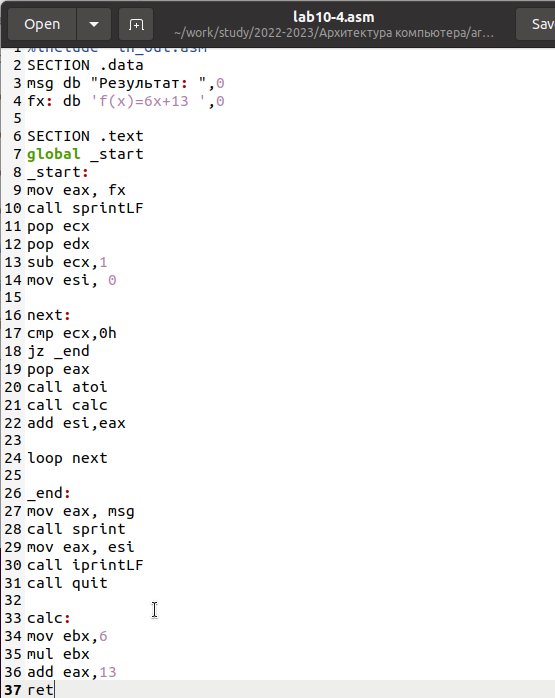 Open
lab10-4.asm
~/work/study/2022-2023/Архитектура компьютера/ar…
Sav
1 %include "in_out.asm"
2 SECTION .data
3 msg db "Результат: ",0
4 fx: db 'f(x)=6x+13 ',0
5
6 SECTION .text
7 global _start
8 _start:
9 mov eax, fx
10 call sprintLF
11 pop ecx
12 pop edx
13 sub ecx,1
14 mov esi, 0
15
16 next:
17 cmp ecx,0h
18 jz _end
19 pop eax
20 call atoi
21 call calc
22 add esi,eax
23
24 loop next
25
26 _end:
27 mov eax, msg
28 call sprint
29 mov eax, esi
30 call iprintLF
31 call quit
32
33 calc:
34 mov ebx,6
35 mul ebx
36 add eax,13
37 ret